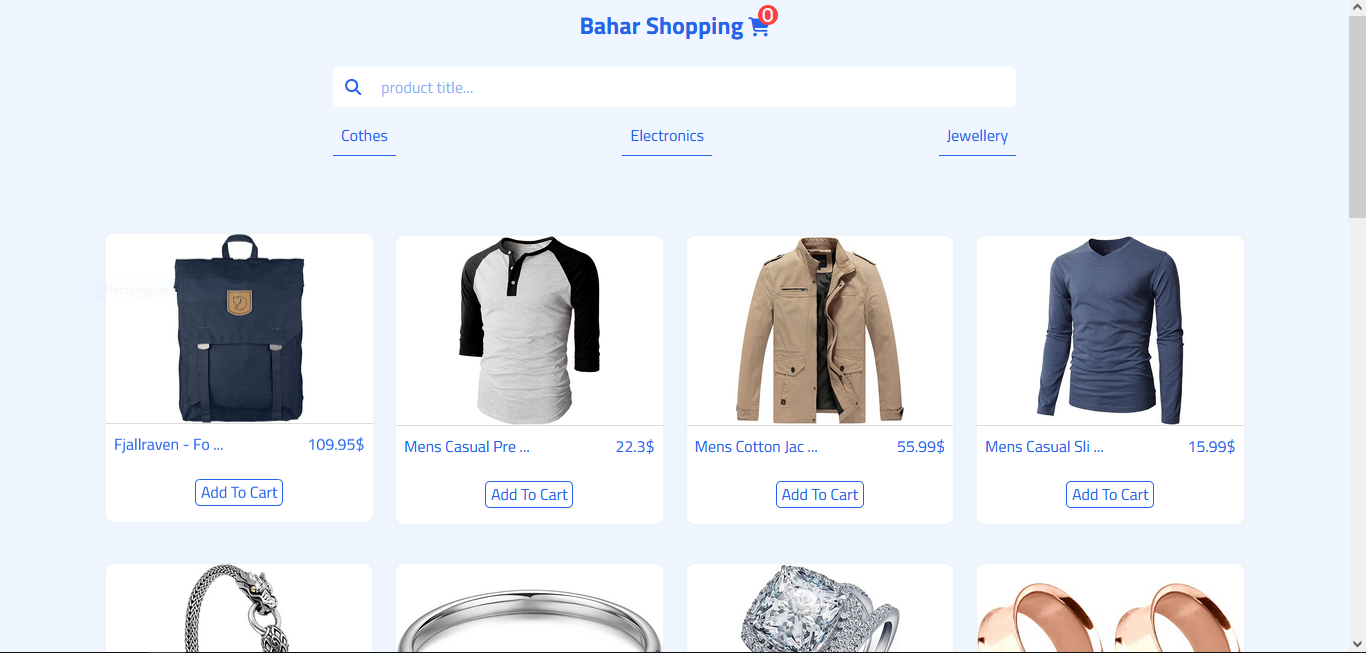 Bahar Shopping 0
product title...
Cothes Electronics Jewellery
Rectangular
Fjallraven - Fo ... 109.95$ Mens Casual Pre ... 22.3$ Mens Cotton Jac ... 55.99$ Mens Casual Sli ... 15.99$
Add To Cart Add To Cart Add To Cart Add To Cart